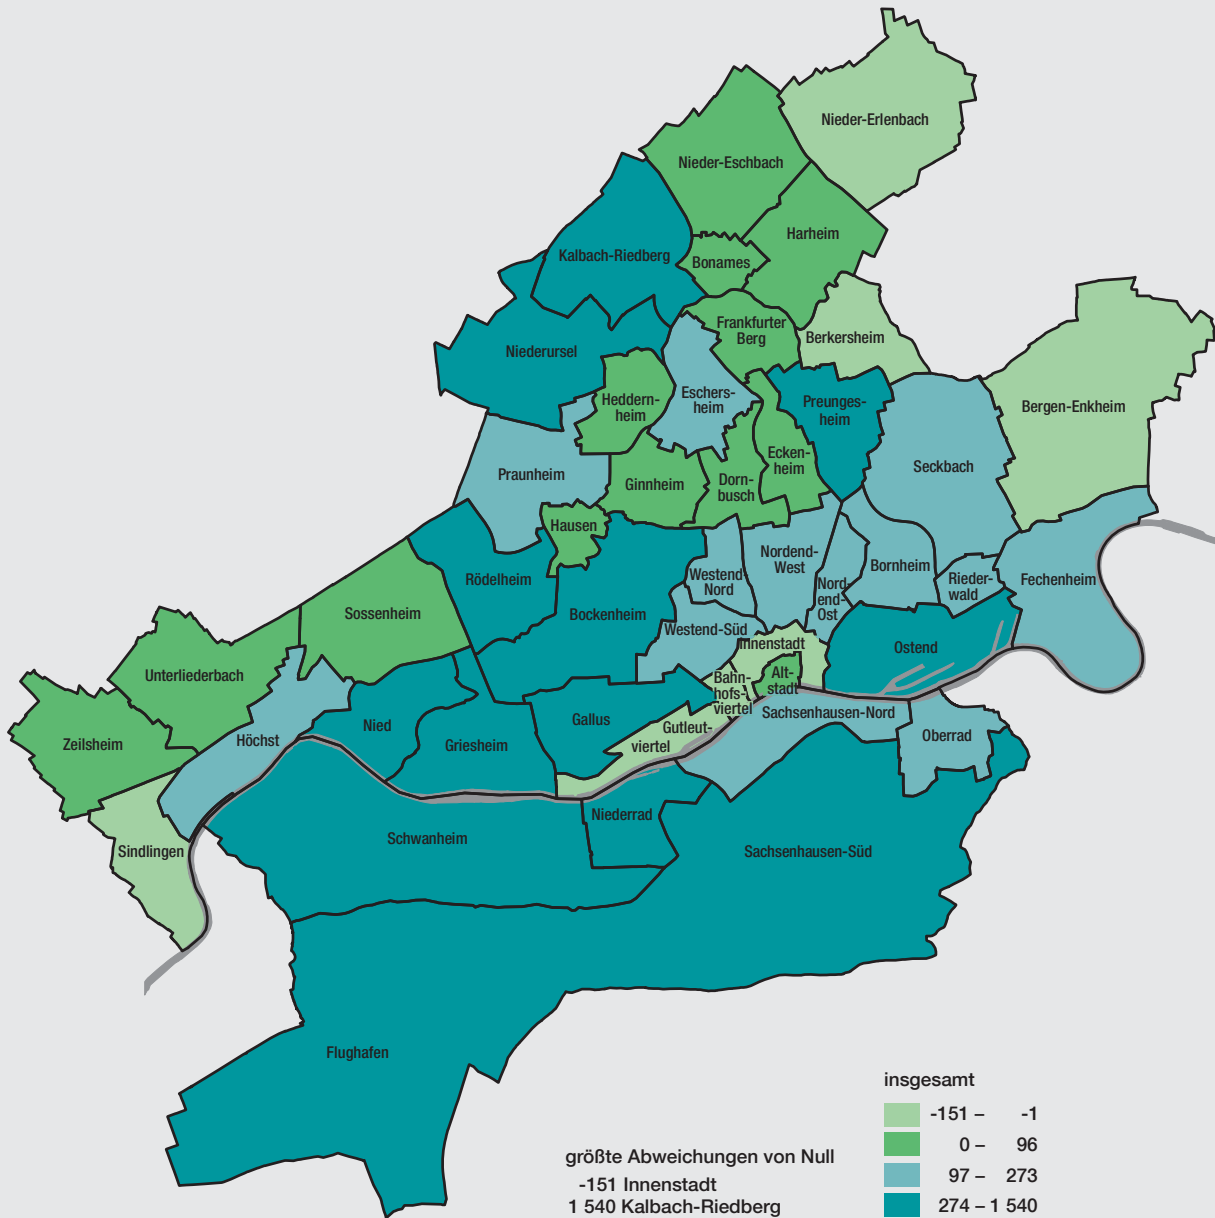 Nieder-Erlenbach
Nieder-Eschbach
Harheim
Kalbach-Riedberg
Bonames
Frankfurter
Berg
Berkersheim
Niederursel
Eschers-
heim
Heddern-
heim
Preunges-
heim
Bergen-Enkheim
Ecken-
heim
Seckbach
Praunheim
Ginnheim
Dorn-
busch
Hausen
Nordend-
West
Bornheim
Rödelheim
Westend-
Nord
Nord-
end-
Ost
Rieder-
wald
Fechenheim
Sossenheim
Bockenheim
Westend-Süd
Innenstadt
Ostend
Unterliederbach
Bahn-
hofs-
viertel
Alt-
stadt
Zeilsheim
Höchst
Nied
Griesheim
Gallus
Gutleut-
viertel
Sachsenhausen-Nord
Oberrad
Sindlingen
Schwanheim
Niederrad
Sachsenhausen-Süd
Flughafen
größte Abweichungen von Null
-151 Innenstadt
1 540 Kalbach-Riedberg
insgesamt
-151 – -1
0 – 96
97 – 273
274 – 1 540